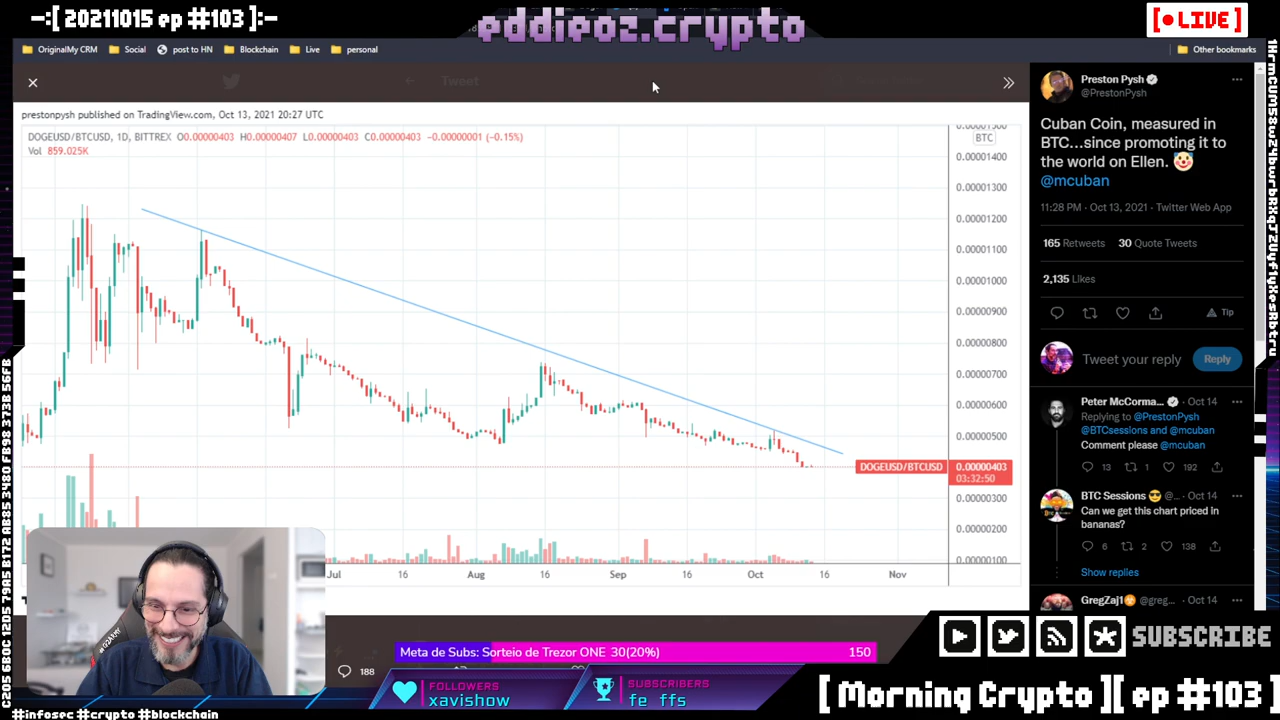 -:[ 20211015 ep #103 ]:-
eddieoz.crypto
[● LIVE ]
OriginalMy CRM
Social
post to HN
Blockchain
Live
personal
Other bookmarks
Tweet
prestonpysh published on TradingView.com, Oct 13, 2021 20:27 UTC
DOGEUSD/BTCUSD, 1D, BITTREX O0.00000403 H0.00000407 L0.00000403 C0.00000403 -0.00000001 (-0.15%)
Vol 859.025K
BTC
0.00001400
0.00001300
0.00001200
0.00001100
0.00001000
0.00000900
0.00000800
0.00000700
0.00000600
0.00000500
DOGEUSD/BTCUSD
0.00000403
03:32:50
0.00000300
0.00000200
0.00000100
Jul
16
Aug
16
Sep
16
Oct
16
Nov
Preston Pysh
@PrestonPysh
Cuban Coin, measured in
BTC...since promoting it to
the world on Ellen. 🤡
@mcuban
11:28 PM · Oct 13, 2021 · Twitter Web App
165 Retweets 30 Quote Tweets
2,135 Likes
Tip
Tweet your reply
Reply
Peter McCorma... · Oct 14
Replying to @PrestonPysh
@BTCsessions and @mcuban
Comment please @mcuban
13 1 192
BTC Sessions 😎 @... · Oct 14
Can we get this chart priced in
bananas?
6 2 138
Show replies
GregZaj1 @greg... · Oct 14
Meta de Subs: Sorteio de Trezor ONE 30(20%)
150
188
FOLLOWERS
xavishow
SUBSCRIBERS
fe_ffs
SUBSCRIBE
[ Morning Crypto ][ ep #103 ]
#infosec #crypto #blockchain